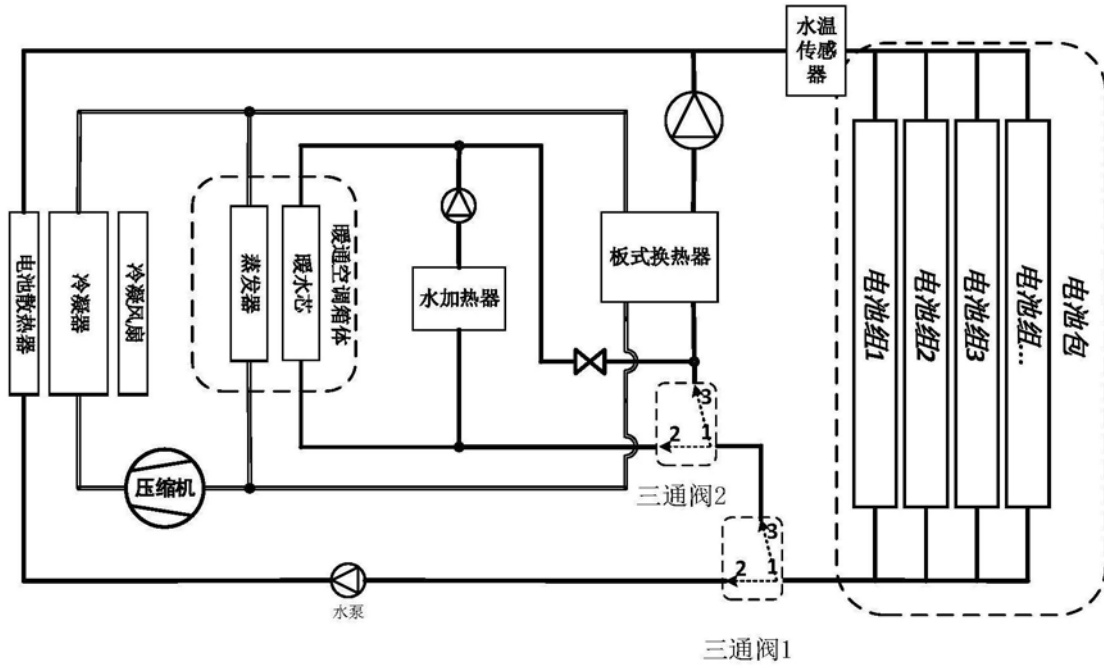 水温
传感
器
电池散热器
冷凝器
冷凝风扇
蒸发器
暖水芯
暖通空调箱体
水加热器
板式换热器
电池组1
电池组2
电池组3
电池组...
电池包
压缩机
3
2
1
三通阀2
3
2
1
水泵
三通阀1